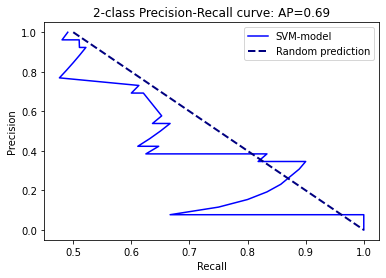 2-class Precision-Recall curve: AP=0.69
SVM-model
Random prediction
Precision
1.0
0.8
0.6
0.4
0.2
0.0
0.5 0.6 0.7 0.8 0.9 1.0
Recall